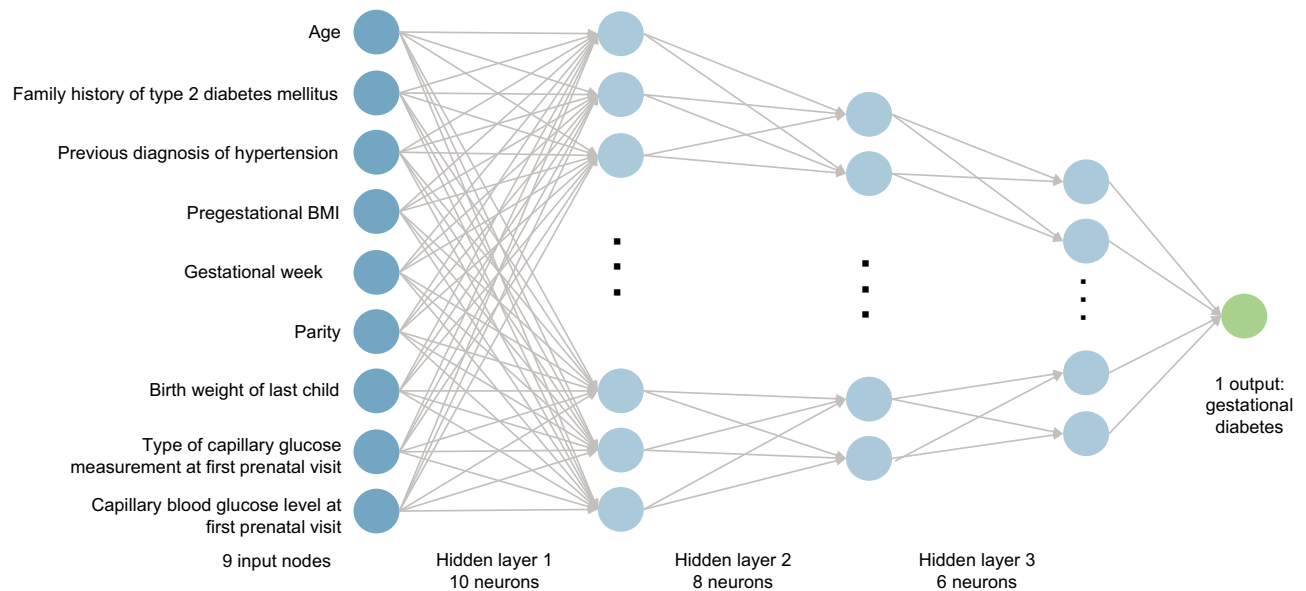 Age
Family history of type 2 diabetes mellitus
Previous diagnosis of hypertension
Pregestational BMI
Gestational week
Parity
Birth weight of last child
Type of capillary glucose
measurement at first prenatal visit
Capillary blood glucose level at
first prenatal visit
9 input nodes
Hidden layer 1
10 neurons
Hidden layer 2
8 neurons
Hidden layer 3
6 neurons
1 output:
gestational
diabetes